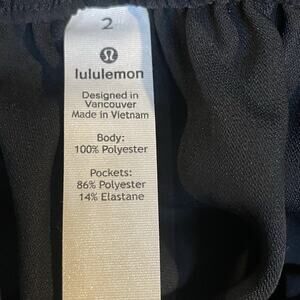 2
lululemon
Designed in
Vancouver
Made in Vietnam
Body:
100% Polyester
Pockets:
86% Polyester
14% Elastane